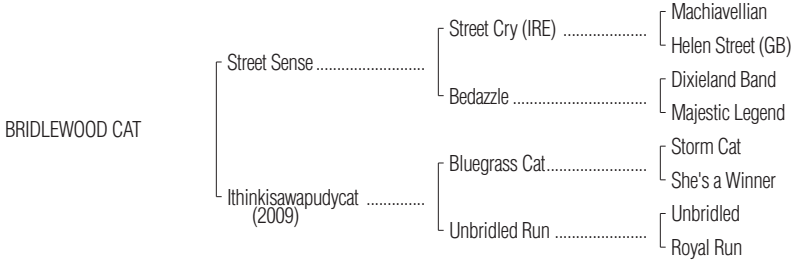 Machiavellian
Street Cry (IRE) ....................
Helen Street (GB)
Street Sense ..........................
Dixieland Band
Bedazzle ................................
Majestic Legend
BRIDLEWOOD CAT
Storm Cat
Bluegrass Cat........................
She's a Winner
Ithinkisawapudycat ..............
(2009)
Unbridled
Unbridled Run ......................
Royal Run